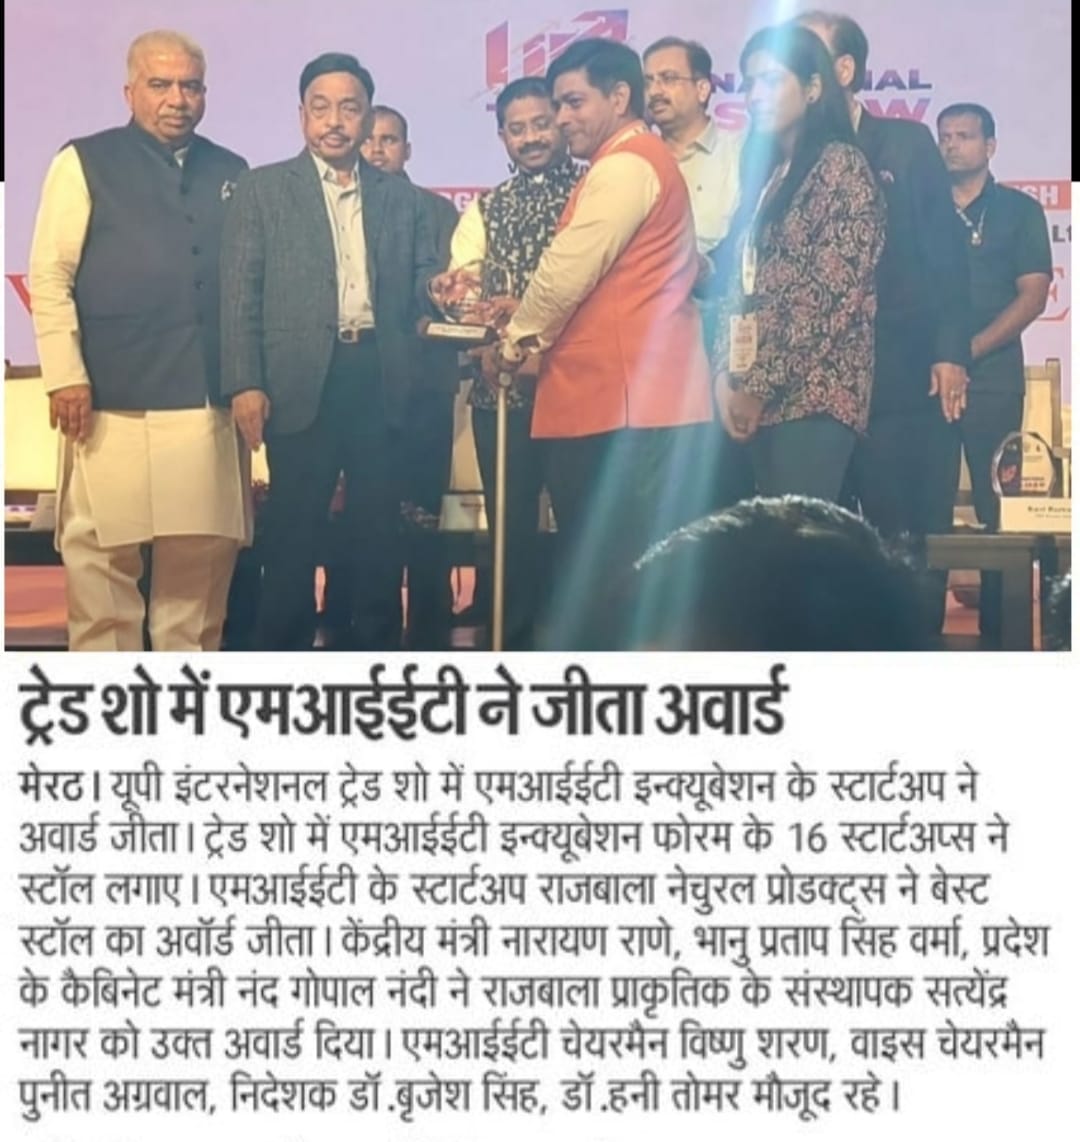 NAL
GH
ट्रेड शो में एमआईईटी ने जीता अवार्ड
मेरठ। यूपी इंटरनेशनल ट्रेड शो में एमआईईटी इन्क्यूबेशन के स्टार्टअप ने
अवार्ड जीता। ट्रेड शो में एमआईईटी इन्क्यूबेशन फोरम के 16 स्टार्टअप्स ने
स्टॉल लगाए। एमआईईटी के स्टार्टअप राजबाला नेचुरल प्रोडक्ट्स ने बेस्ट
स्टॉल का अवॉर्ड जीता। केंद्रीय मंत्री नारायण राणे, भानु प्रताप सिंह वर्मा, प्रदेश
के कैबिनेट मंत्री नंद गोपाल नंदी ने राजबाला प्राकृतिक के संस्थापक सत्येंद्र
नागर को उक्त अवार्ड दिया। एमआईईटी चेयरमैन विष्णु शरण, वाइस चेयरमैन
पुनीत अग्रवाल, निदेशक डॉ.बृजेश सिंह, डॉ.हनी तोमर मौजूद रहे।